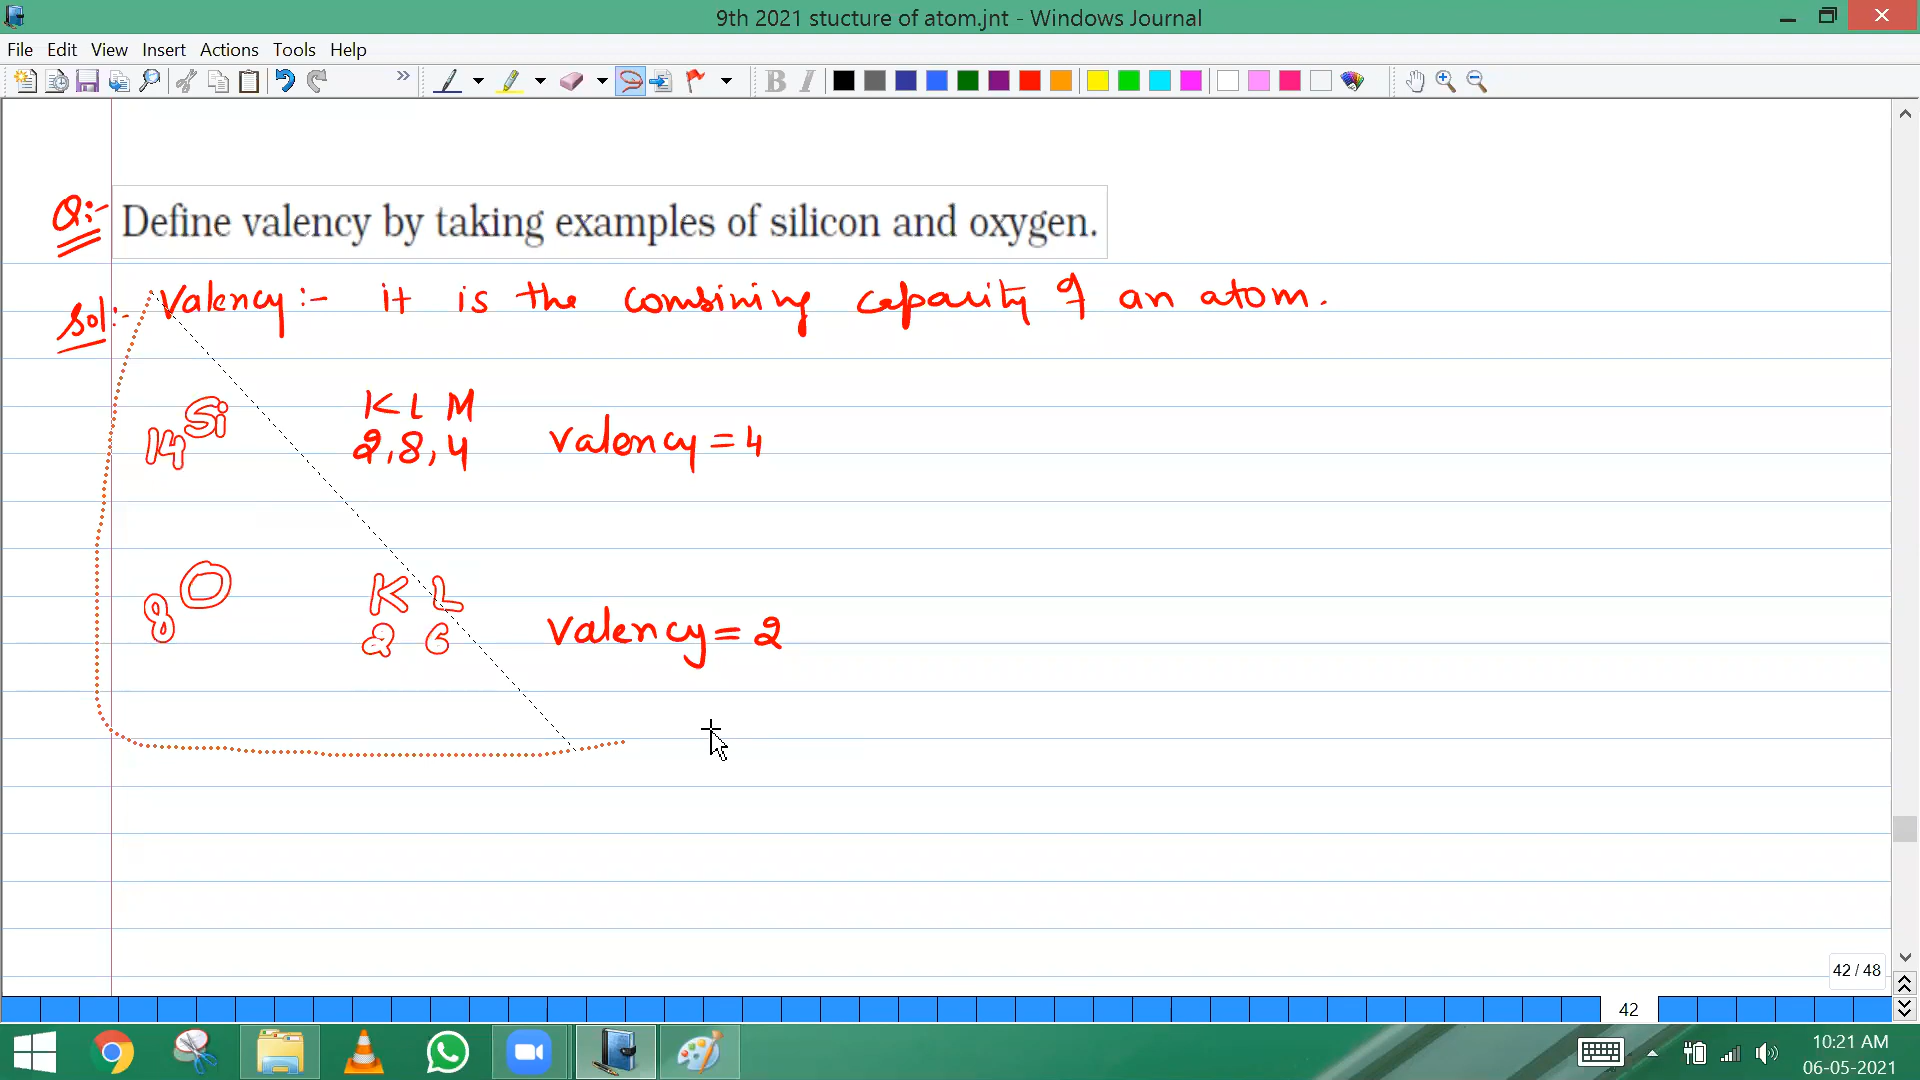 9th 2021 stucture of atom.jnt - Windows Journal
File Edit View Insert Actions Tools Help
B I
Q:- Define valency by taking examples of silicon and oxygen.
Sol:- Valency:- it is the combining capacity of an atom.
K L M
14 Si 2,8,4 valency = 4
8 O K L
2 6 valency = 2
42 / 48
42
10:21 AM
06-05-2021